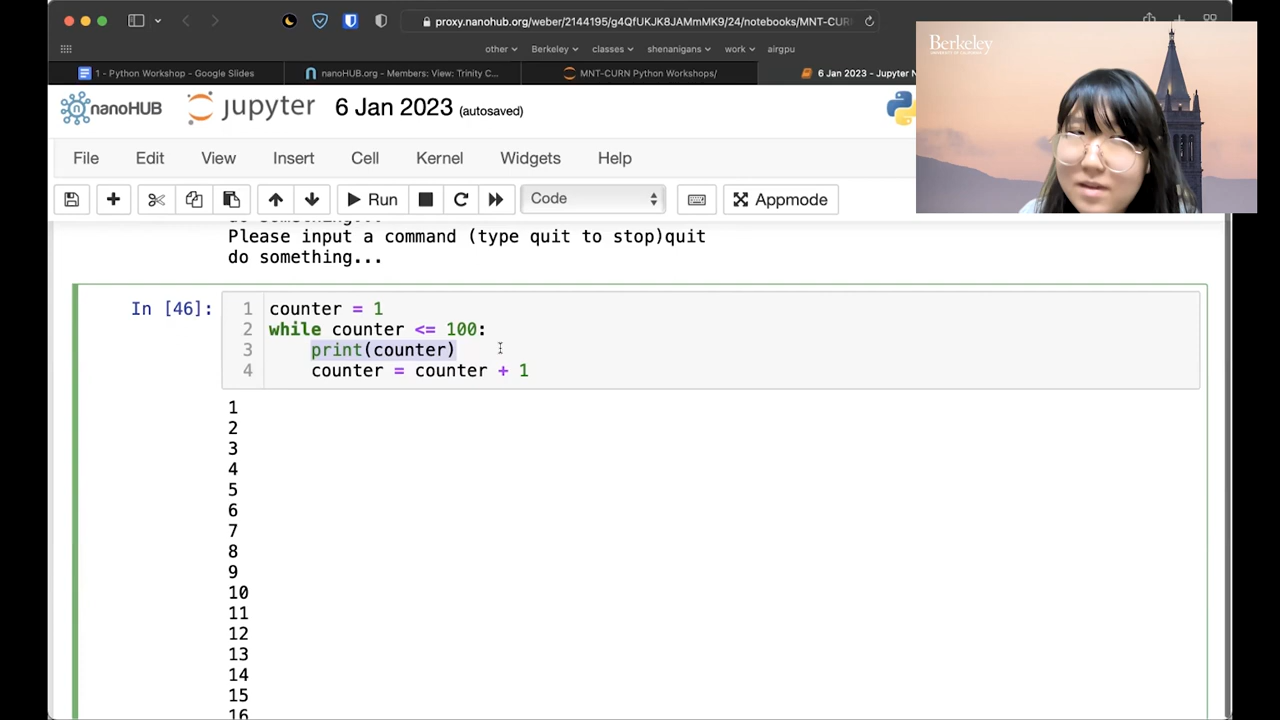 proxy.nanohub.org/weber/2144195/g4QfUKJK8JAMmMK9/24/notebooks/MNT-CUR
other Berkeley classes shenanigans work airgpu
1 - Python Workshop - Google Slides nanoHUB.org - Members: View: Trinity C... MNT-CURN Python Workshops/ 6 Jan 2023 - Jupyter N
Berkeley
nanoHUB jupyter 6 Jan 2023 (autosaved)
File Edit View Insert Cell Kernel Widgets Help
Run Code Appmode
do something...
Please input a command (type quit to stop)quit
do something...
In [46]: 1 counter = 1
2 while counter <= 100:
3 print(counter)
4 counter = counter + 1
1
2
3
4
5
6
7
8
9
10
11
12
13
14
15
16